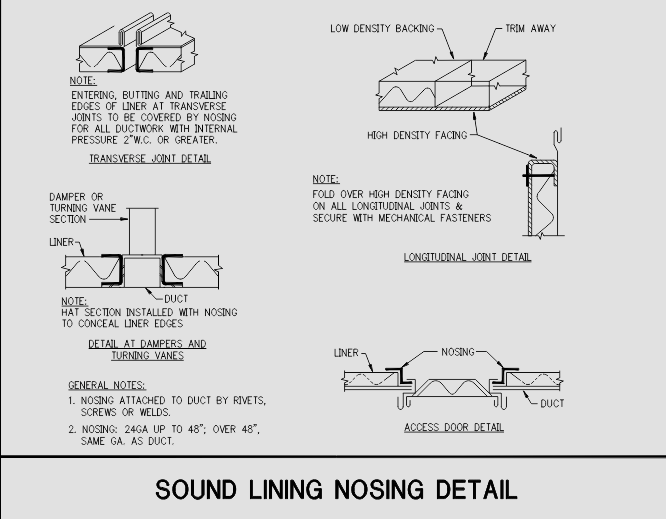 NOTE:
ENTERING, BUTTING AND TRAILING
EDGES OF LINER AT TRANSVERSE
JOINTS TO BE COVERED BY NOSING
FOR ALL DUCTWORK WITH INTERNAL
PRESSURE 2"W.C. OR GREATER.
TRANSVERSE JOINT DETAIL
LOW DENSITY BACKING
TRIM AWAY
HIGH DENSITY FACING
NOTE:
FOLD OVER HIGH DENSITY FACING
ON ALL LONGITUDINAL JOINTS &
SECURE WITH MECHANICAL FASTENERS
LONGITUDINAL JOINT DETAIL
DAMPER OR
TURNING VANE
SECTION
LINER
DUCT
NOTE:
HAT SECTION INSTALLED WITH NOSING
TO CONCEAL LINER EDGES
DETAIL AT DAMPERS AND
TURNING VANES
LINER
NOSING
DUCT
ACCESS DOOR DETAIL
GENERAL NOTES:
1. NOSING ATTACHED TO DUCT BY RIVETS,
SCREWS OR WELDS.
2. NOSING: 24GA UP TO 48"; OVER 48",
SAME GA. AS DUCT.
SOUND LINING NOSING DETAIL